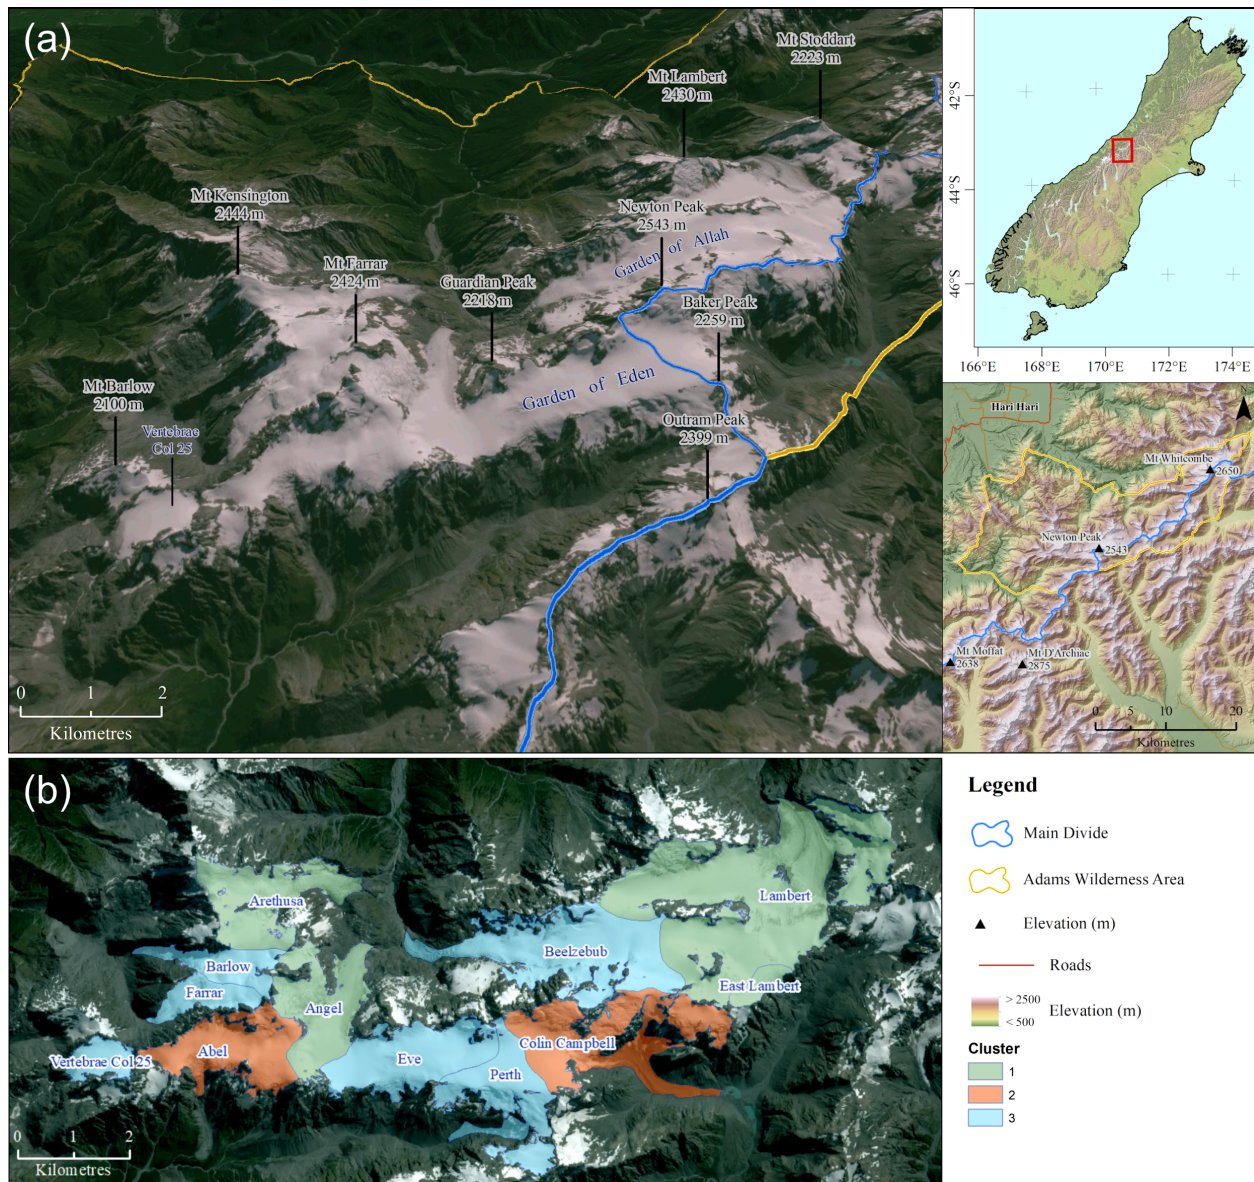 (a)
Mt Stoddart
2223 m
Mt Lambert
2430 m
Mt Kensington
2444 m
Newton Peak
2543 m
Garden of Allah
Mt Farrar
2424 m
Guardian Peak
2218 m
Baker Peak
2259 m
Garden of Eden
Mt Barlow
2100 m
Vertebrae
Col 25
Outram Peak
2399 m
0 1 2
Kilometres
42°S
44°S
46°S
166°E 168°E 170°E 172°E 174°E
Hari Hari
Mt Whitcombe
2650
Newton Peak
2543
Mt Moffat
2638
Mt D'Archiac
2875
0 5 10 20
Kilometres
(b)
Arethusa
Lambert
Barlow
Beelzebub
Farrar
East Lambert
Angel
Colin Campbell
Abel
Vertebrae Col 25
Eve
Perth
0 1 2
Kilometres
Legend
Main Divide
Adams Wilderness Area
Elevation (m)
Roads
> 2500
Elevation (m)
< 500
Cluster
1
2
3